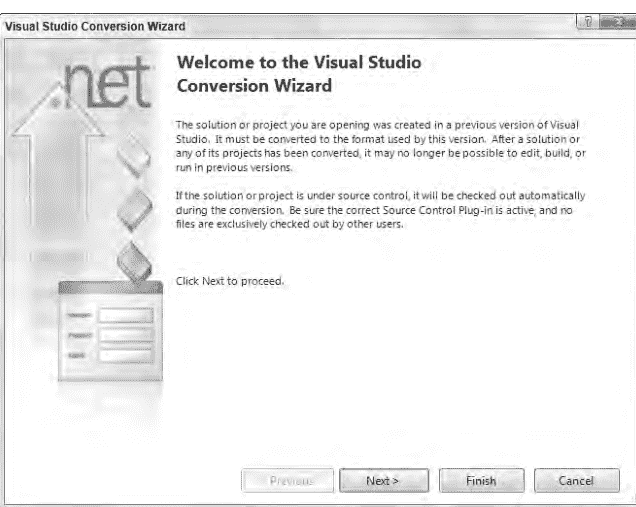 Visual Studio Conversion Wizard
.net
Welcome to the Visual Studio
Conversion Wizard
The solution or project you are opening was created in a previous version of Visual
Studio. It must be converted to the format used by this version. After a solution or
any of its projects has been converted, it may no longer be possible to edit, build, or
run in previous versions.
If the solution or project is under source control, it will be checked out automatically
during the conversion. Be sure the correct Source Control Plug-in is active, and no
files are exclusively checked out by other users.
Click Next to proceed.
Previous Next > Finish Cancel